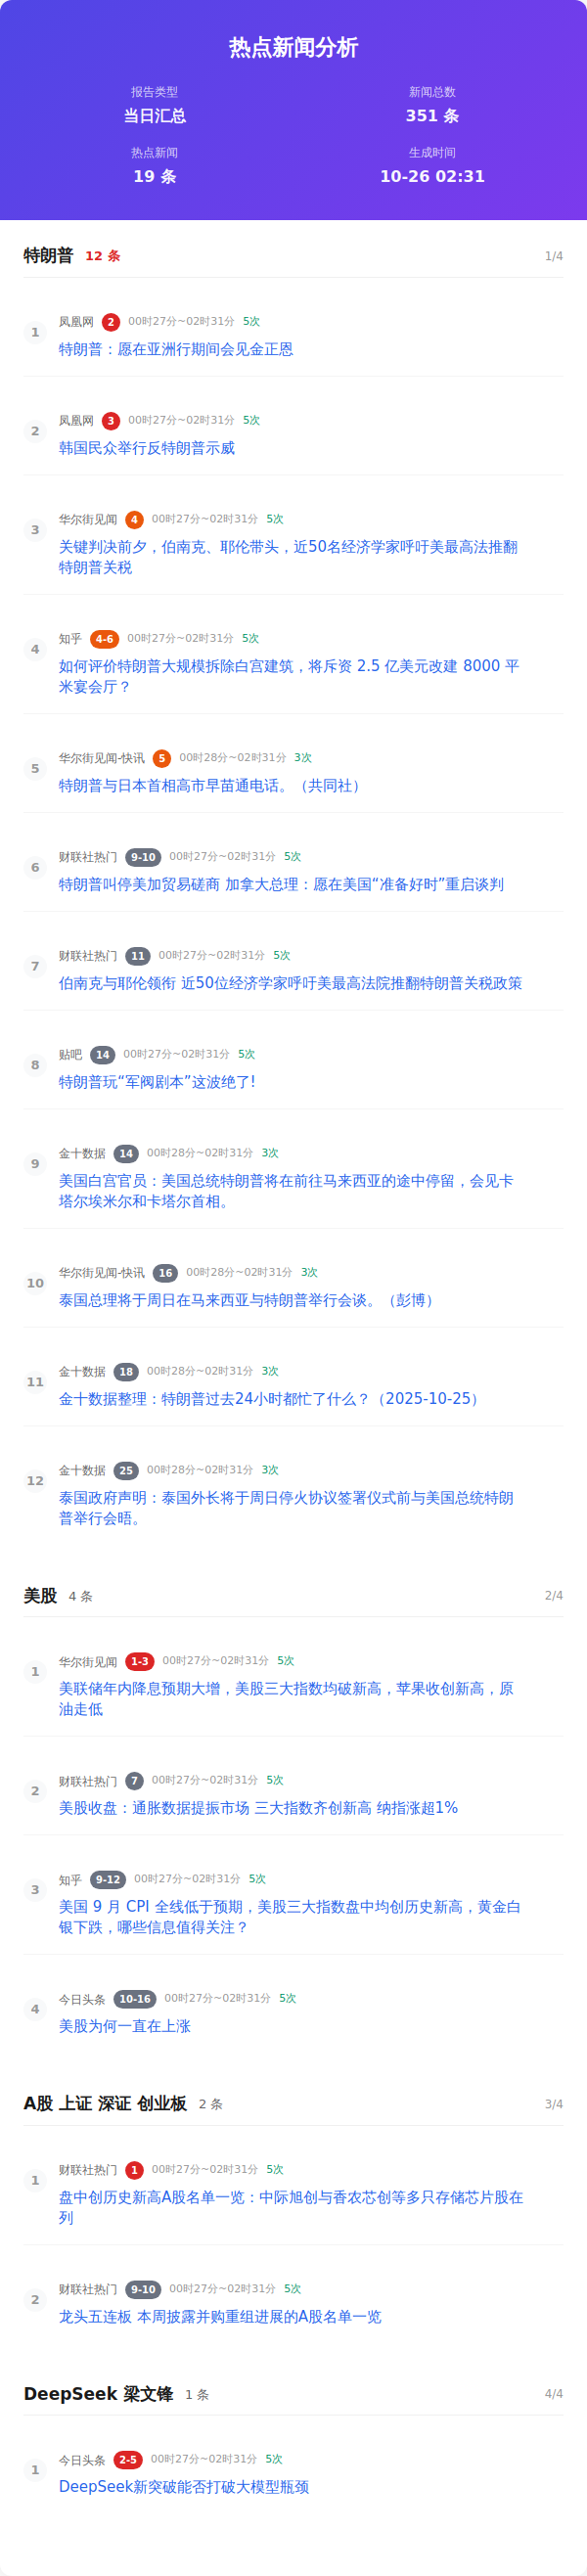 热点新闻分析
报告类型
新闻总数
当日汇总
351 条
热点新闻
生成时间
19 条
10-26 02:31
特朗普 12 条 1/4
1 凤凰网 2 00时27分~02时31分 5次
特朗普：愿在亚洲行期间会见金正恩
2 凤凰网 3 00时27分~02时31分 5次
韩国民众举行反特朗普示威
3 华尔街见闻 4 00时27分~02时31分 5次
关键判决前夕，伯南克、耶伦带头，近50名经济学家呼吁美最高法推翻
特朗普关税
4 知乎 4-6 00时27分~02时31分 5次
如何评价特朗普大规模拆除白宫建筑，将斥资 2.5 亿美元改建 8000 平
米宴会厅？
5 华尔街见闻-快讯 5 00时28分~02时31分 3次
特朗普与日本首相高市早苗通电话。（共同社）
6 财联社热门 9-10 00时27分~02时31分 5次
特朗普叫停美加贸易磋商 加拿大总理：愿在美国“准备好时”重启谈判
7 财联社热门 11 00时27分~02时31分 5次
伯南克与耶伦领衔 近50位经济学家呼吁美最高法院推翻特朗普关税政策
8 贴吧 14 00时27分~02时31分 5次
特朗普玩“军阀剧本”这波绝了!
9 金十数据 14 00时28分~02时31分 3次
美国白宫官员：美国总统特朗普将在前往马来西亚的途中停留，会见卡
塔尔埃米尔和卡塔尔首相。
10 华尔街见闻-快讯 16 00时28分~02时31分 3次
泰国总理将于周日在马来西亚与特朗普举行会谈。（彭博）
11 金十数据 18 00时28分~02时31分 3次
金十数据整理：特朗普过去24小时都忙了什么？（2025-10-25）
12 金十数据 25 00时28分~02时31分 3次
泰国政府声明：泰国外长将于周日停火协议签署仪式前与美国总统特朗
普举行会晤。
美股 4 条 2/4
1 华尔街见闻 1-3 00时27分~02时31分 5次
美联储年内降息预期大增，美股三大指数均破新高，苹果收创新高，原
油走低
2 财联社热门 7 00时27分~02时31分 5次
美股收盘：通胀数据提振市场 三大指数齐创新高 纳指涨超1%
3 知乎 9-12 00时27分~02时31分 5次
美国 9 月 CPI 全线低于预期，美股三大指数盘中均创历史新高，黄金白
银下跌，哪些信息值得关注？
4 今日头条 10-16 00时27分~02时31分 5次
美股为何一直在上涨
A股 上证 深证 创业板 2 条 3/4
1 财联社热门 1 00时27分~02时31分 5次
盘中创历史新高A股名单一览：中际旭创与香农芯创等多只存储芯片股在
列
2 财联社热门 9-10 00时27分~02时31分 5次
龙头五连板 本周披露并购重组进展的A股名单一览
DeepSeek 梁文锋 1 条 4/4
1 今日头条 2-5 00时27分~02时31分 5次
DeepSeek新突破能否打破大模型瓶颈